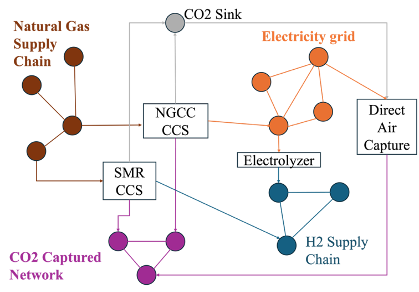 Natural Gas
Supply
Chain
CO2 Sink
Electricity grid
NGCC
CCS
Direct
Air
Capture
Electrolyzer
SMR
CCS
CO2 Captured
Network
H2 Supply
Chain